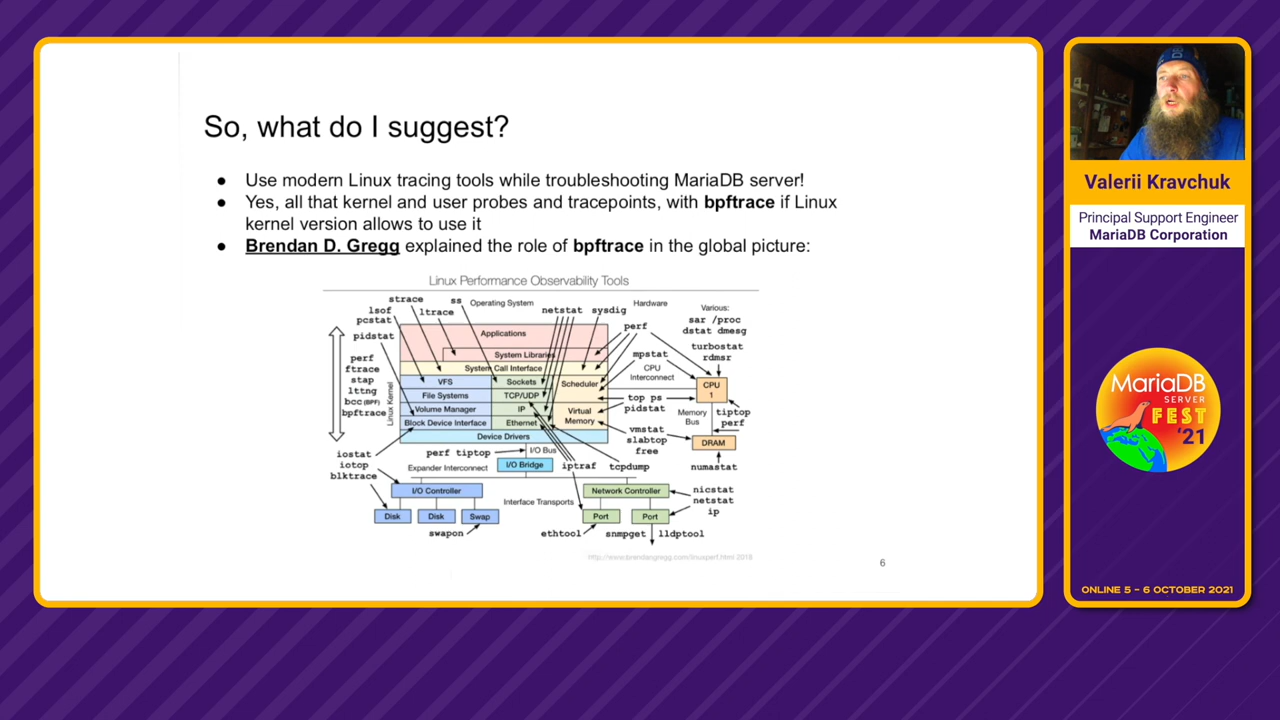 So, what do I suggest?
● Use modern Linux tracing tools while troubleshooting MariaDB server!
● Yes, all that kernel and user probes and tracepoints, with bpftrace if Linux
kernel version allows to use it
● Brendan D. Gregg explained the role of bpftrace in the global picture:
Linux Performance Observability Tools
strace
ss
Operating System
netstat
sysdig
Hardware
Various:
lsof
ltrace
sar /proc
pcstat
perf
dstat dmesg
pidstat
Applications
turbostat
rdmsr
System Libraries
mpstat
perf
ftrace
stap
lttng
bcc (BPF)
bpftrace
Linux Kernel
System Call Interface
VFS
Sockets
Scheduler
CPU
Interconnect
CPU
1
File Systems
TCP/UDP
top ps
pidstat
Volume Manager
IP
Virtual
Memory
Memory
Bus
tiptop
perf
Block Device Interface
Ethernet
vmstat
slabtop
free
Device Drivers
DRAM
iostat
iotop
blktrace
perf tiptop
I/O Bus
I/O Bridge
Expander Interconnect
iptraf
tcpdump
numastat
I/O Controller
Interface Transports
Network Controller
nicstat
netstat
ip
Disk
Disk
Swap
Port
Port
swapon
ethtool
snmpget
lldptool
http://www.brendangregg.com/linuxperf.html 2018
6
Valerii Kravchuk
Principal Support Engineer
MariaDB Corporation
MariaDB
SERVER
FEST
'21
ONLINE 5 – 6 OCTOBER 2021